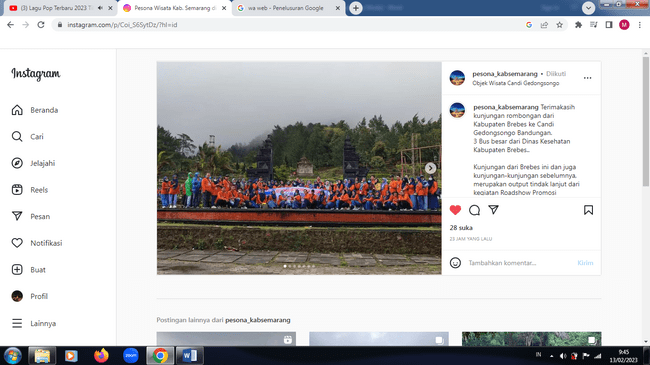 (3) Lagu Pop Terbaru 2023 T
Pesona Wisata Kab. Semarang d
wa web - Penelusuran Google
instagram.com/p/Coi_S6SytDz/?hl=id
M
Instagram
Beranda
Cari
Jelajahi
Reels
Pesan
Notifikasi
Buat
Profil
Lainnya
pesona_kabsemarang • Diikuti
Objek Wisata Candi Gedongsongo
pesona_kabsemarang Terimakasih
kunjungan rombongan dari
Kabupaten Brebes ke Candi
Gedongsongo Bandungan.
3 Bus besar dari Dinas Kesehatan
Kabupaten Brebes..
Kunjungan dari Brebes ini dan juga
kunjungan-kunjungan sebelumnya,
merupakan output tindak lanjut dari
kegiatan Roadshow Promosi
28 suka
23 JAM YANG LALU
Tambahkan komentar...
Kirim
Postingan lainnya dari pesona_kabsemarang
zoom
W
IN
9:45
13/02/2023